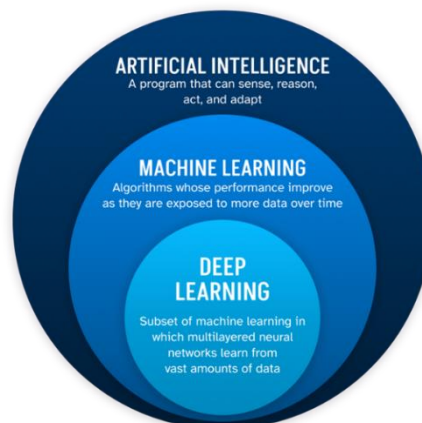 ARTIFICIAL INTELLIGENCE
A program that can sense, reason,
act, and adapt
MACHINE LEARNING
Algorithms whose performance improve
as they are exposed to more data over time
DEEP
LEARNING
Subset of machine learning in
which multilayered neural
networks learn from
vast amounts of data